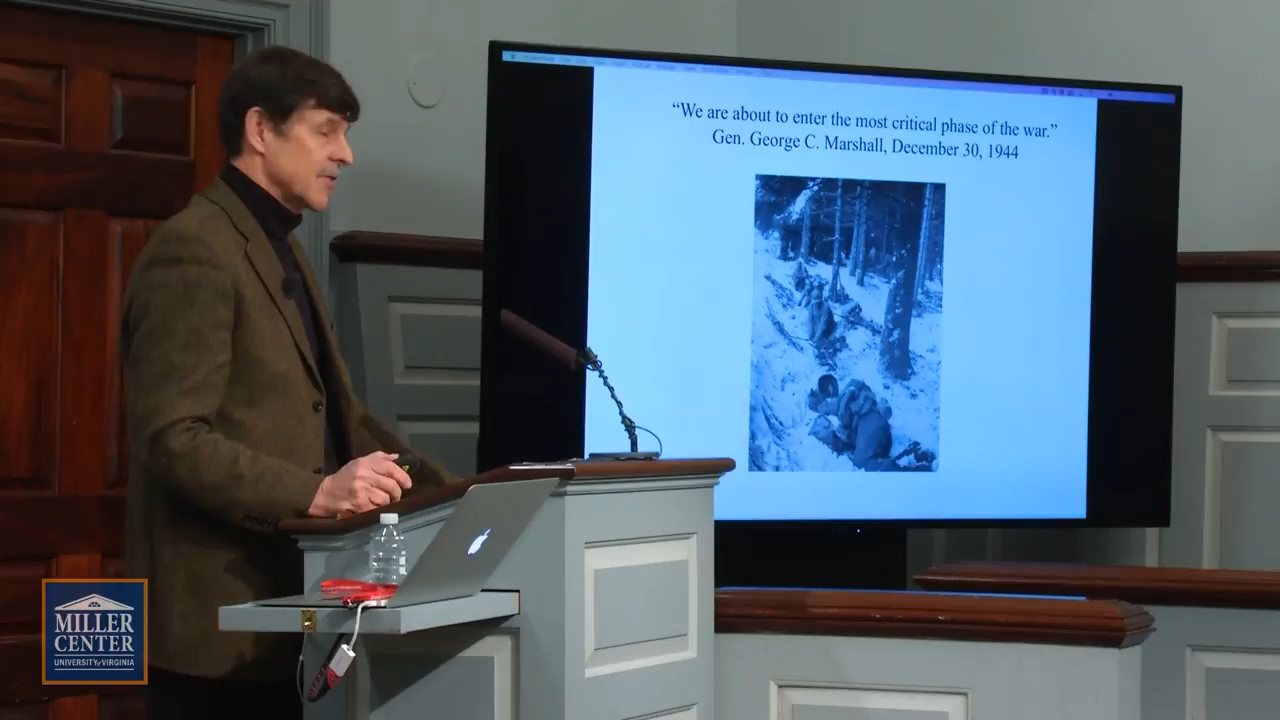 “We are about to enter the most critical phase of the war.”
Gen. George C. Marshall, December 30, 1944
MILLER
CENTER
UNIVERSITY of VIRGINIA